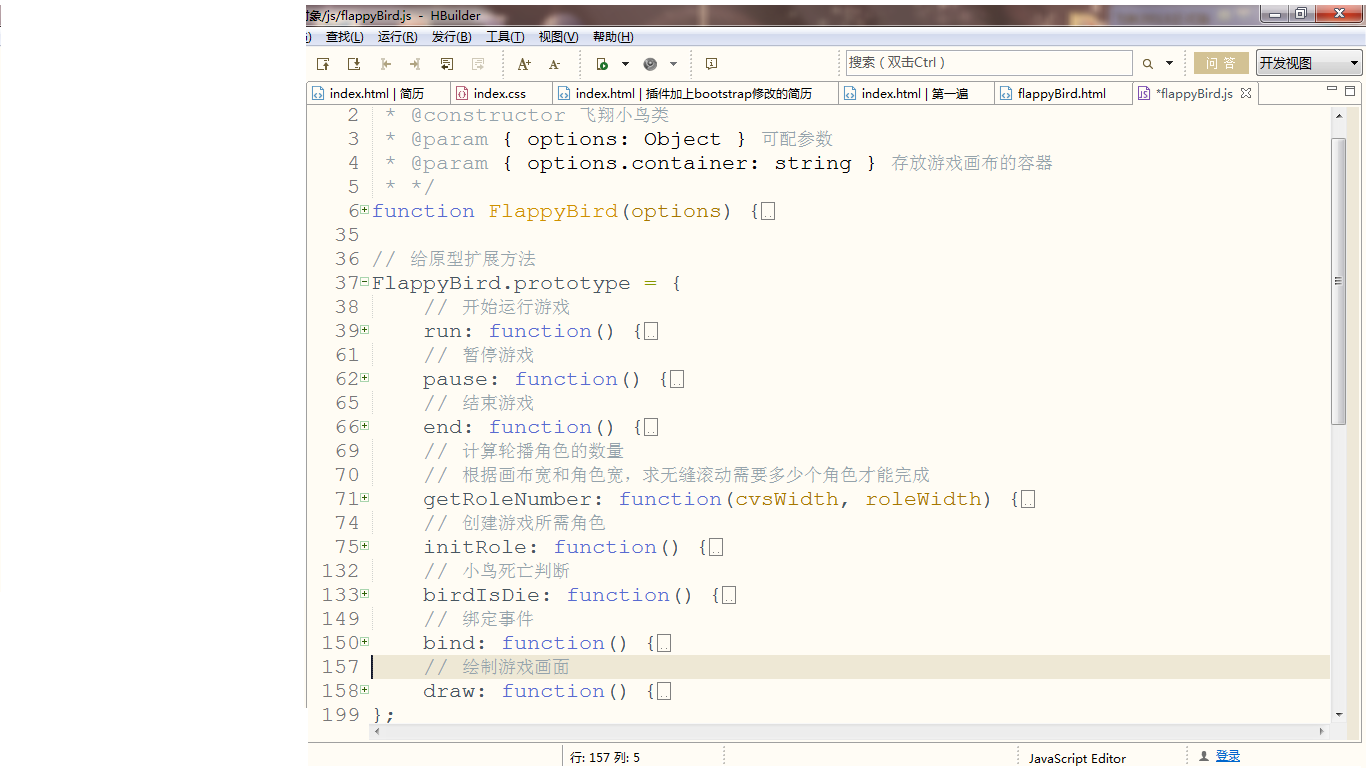 对象/js/flappyBird.js - HBuilder
查找(L) 运行(R) 发行(B) 工具(T) 视图(V) 帮助(H)
A+ A- 搜索（双击Ctrl） 问 答 开发视图
index.html | 简历 index.css index.html | 插件加上bootstrap修改的简历 index.html | 第一遍 flappyBird.html *flappyBird.js
2 * @constructor 飞翔小鸟类
3 * @param { options: Object } 可配参数
4 * @param { options.container: string } 存放游戏画布的容器
5 * */
6 function FlappyBird(options) {..
35
36 // 给原型扩展方法
37 FlappyBird.prototype = {
38 // 开始运行游戏
39 run: function() {..
61 // 暂停游戏
62 pause: function() {..
65 // 结束游戏
66 end: function() {..
69 // 计算轮播角色的数量
70 // 根据画布宽和角色宽，求无缝滚动需要多少个角色才能完成
71 getRoleNumber: function(cvsWidth, roleWidth) {..
74 // 创建游戏所需角色
75 initRole: function() {..
132 // 小鸟死亡判断
133 birdIsDie: function() {..
149 // 绑定事件
150 bind: function() {..
157 // 绘制游戏画面
158 draw: function() {..
199 };
行: 157 列: 5 JavaScript Editor 登录